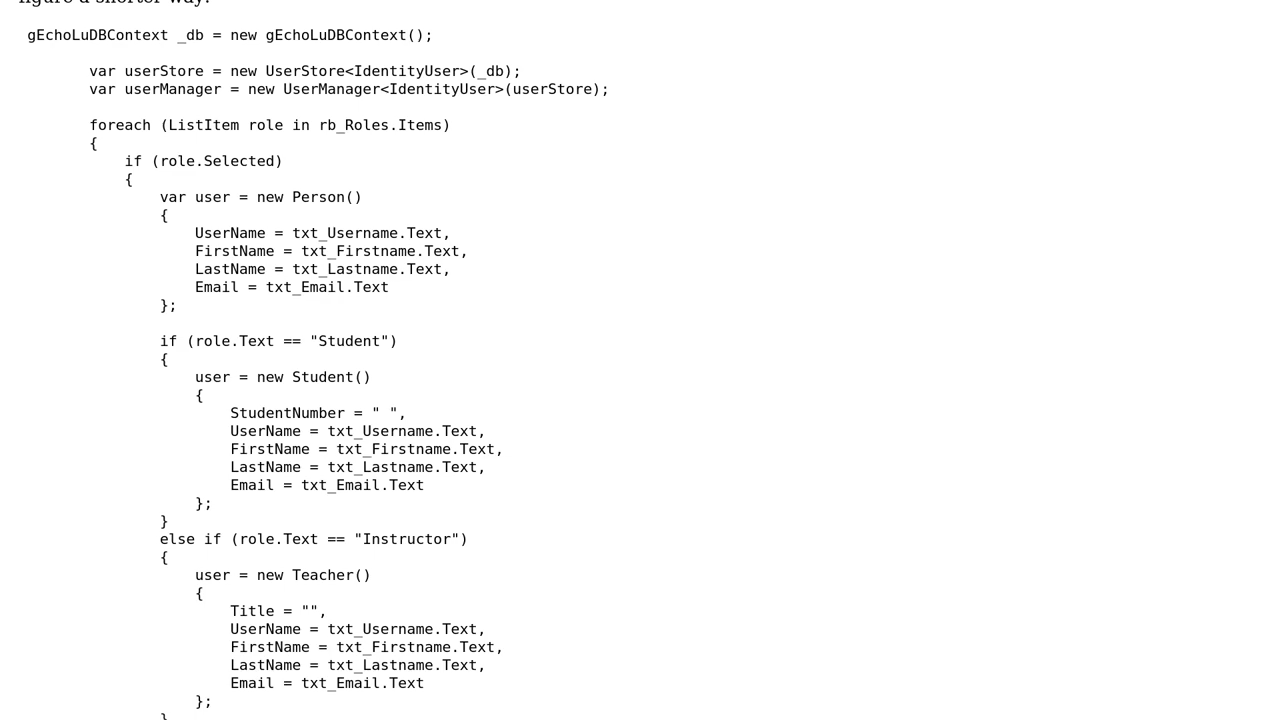 figure a shorter way.
gEchoLuDBContext _db = new gEchoLuDBContext();
var userStore = new UserStore<IdentityUser>(_db);
var userManager = new UserManager<IdentityUser>(userStore);
foreach (ListItem role in rb_Roles.Items)
{
if (role.Selected)
{
var user = new Person()
{
UserName = txt_Username.Text,
FirstName = txt_Firstname.Text,
LastName = txt_Lastname.Text,
Email = txt_Email.Text
};
if (role.Text == "Student")
{
user = new Student()
{
StudentNumber = " ",
UserName = txt_Username.Text,
FirstName = txt_Firstname.Text,
LastName = txt_Lastname.Text,
Email = txt_Email.Text
};
}
else if (role.Text == "Instructor")
{
user = new Teacher()
{
Title = "",
UserName = txt_Username.Text,
FirstName = txt_Firstname.Text,
LastName = txt_Lastname.Text,
Email = txt_Email.Text
};
}